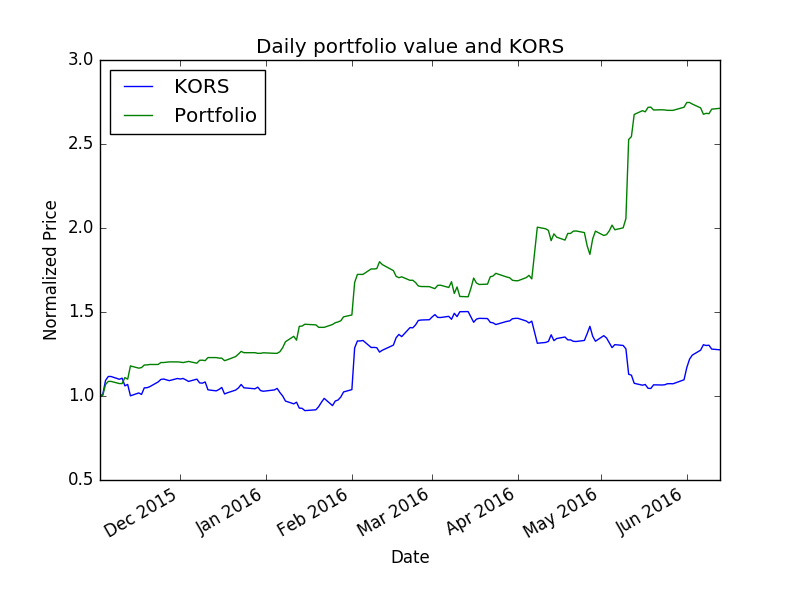 Daily portfolio value and KORS
KORS
Portfolio
Normalized Price
3.0
2.5
2.0
1.5
1.0
0.5
Dec 2015
Jan 2016
Feb 2016
Mar 2016
Apr 2016
May 2016
Jun 2016
Date